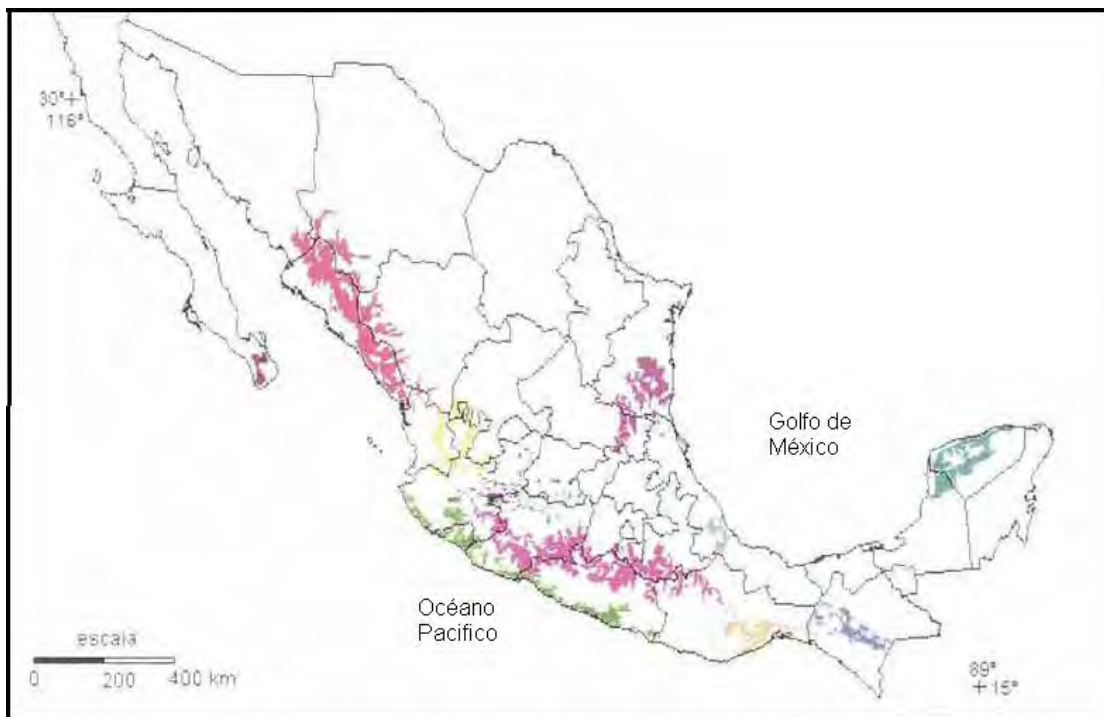 30°+
116°
Golfo de
México
Océano
Pacifico
escala
0 200 400 km
89°
+ 15°